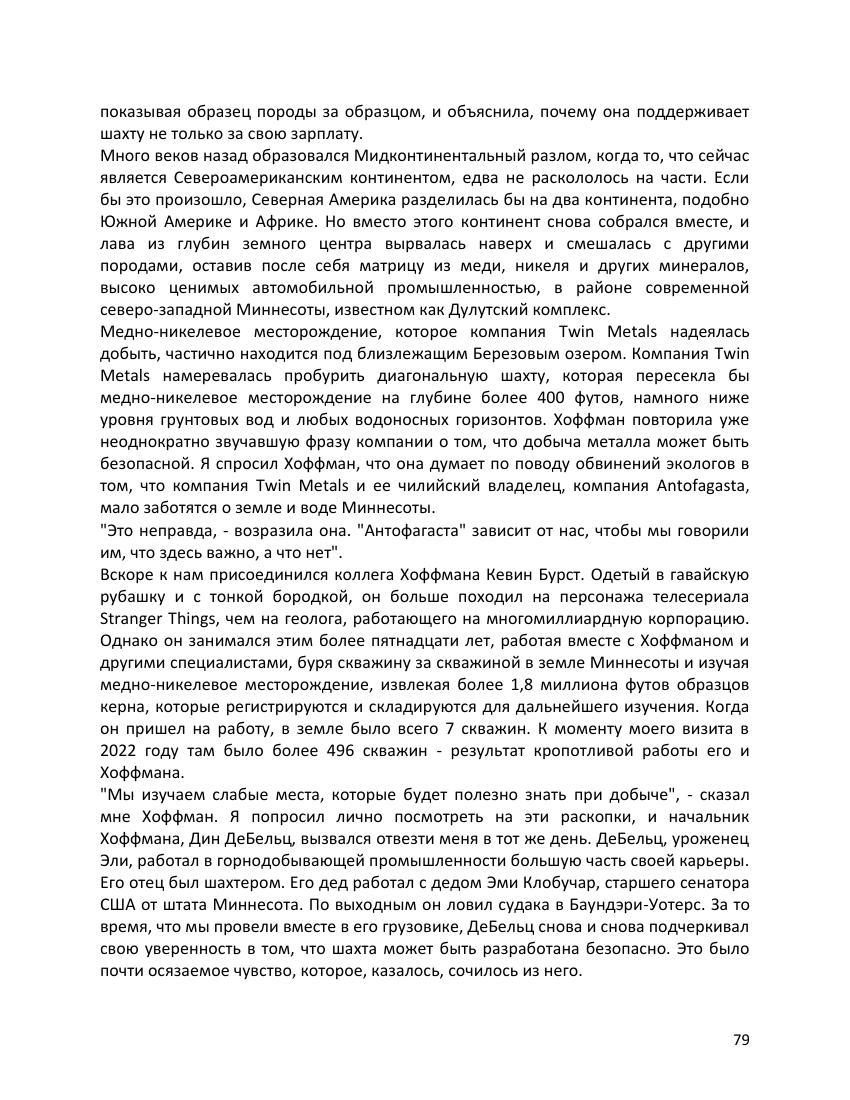 показывая образец породы за образцом, и объяснила, почему она поддерживает
шахту не только за свою зарплату.
Много веков назад образовался Мидконтинентальный разлом, когда то, что сейчас
является Североамериканским континентом, едва не раскололось на части. Если
бы это произошло, Северная Америка разделилась бы на два континента, подобно
Южной Америке и Африке. Но вместо этого континент снова собрался вместе, и
лава из глубин земного центра вырвалась наверх и смешалась с другими
породами, оставив после себя матрицу из меди, никеля и других минералов,
высоко ценимых автомобильной промышленностью, в районе современной
северо-западной Миннесоты, известном как Дулутский комплекс.
Медно-никелевое месторождение, которое компания Twin Metals надеялась
добыть, частично находится под близлежащим Березовым озером. Компания Twin
Metals намеревалась пробурить диагональную шахту, которая пересекла бы
медно-никелевое месторождение на глубине более 400 футов, намного ниже
уровня грунтовых вод и любых водоносных горизонтов. Хоффман повторила уже
неоднократно звучавшую фразу компании о том, что добыча металла может быть
безопасной. Я спросил Хоффман, что она думает по поводу обвинений экологов в
том, что компания Twin Metals и ее чилийский владелец, компания Antofagasta,
мало заботятся о земле и воде Миннесоты.
"Это неправда, - возразила она. "Антофагаста" зависит от нас, чтобы мы говорили
им, что здесь важно, а что нет".
Вскоре к нам присоединился коллега Хоффмана Кевин Бурст. Одетый в гавайскую
рубашку и с тонкой бородкой, он больше походил на персонажа телесериала
Stranger Things, чем на геолога, работающего на многомиллиардную корпорацию.
Однако он занимался этим более пятнадцати лет, работая вместе с Хоффманом и
другими специалистами, буря скважину за скважиной в земле Миннесоты и изучая
медно-никелевое месторождение, извлекая более 1,8 миллиона футов образцов
керна, которые регистрируются и складируются для дальнейшего изучения. Когда
он пришел на работу, в земле было всего 7 скважин. К моменту моего визита в
2022 году там было более 496 скважин - результат кропотливой работы его и
Хоффмана.
"Мы изучаем слабые места, которые будет полезно знать при добыче", - сказал
мне Хоффман. Я попросил лично посмотреть на эти раскопки, и начальник
Хоффмана, Дин ДеБельц, вызвался отвезти меня в тот же день. ДеБельц, уроженец
Эли, работал в горнодобывающей промышленности большую часть своей карьеры.
Его отец был шахтером. Его дед работал с дедом Эми Клобучар, старшего сенатора
США от штата Миннесота. По выходным он ловил судака в Баундэри-Уотерс. За то
время, что мы провели вместе в его грузовике, ДеБельц снова и снова подчеркивал
свою уверенность в том, что шахта может быть разработана безопасно. Это было
почти осязаемое чувство, которое, казалось, сочилось из него.
79